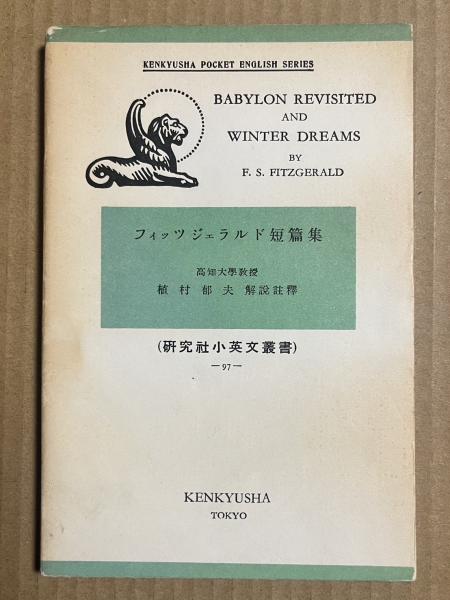 KENKYUSHA POCKET ENGLISH SERIES
BABYLON REVISITED
AND
WINTER DREAMS
BY
F. S. FITZGERALD
フィッツジェラルド短篇集
高知大學教授
植村郁夫 解説註釋
(研究社小英文叢書)
— 97 —
KENKYUSHA
TOKYO